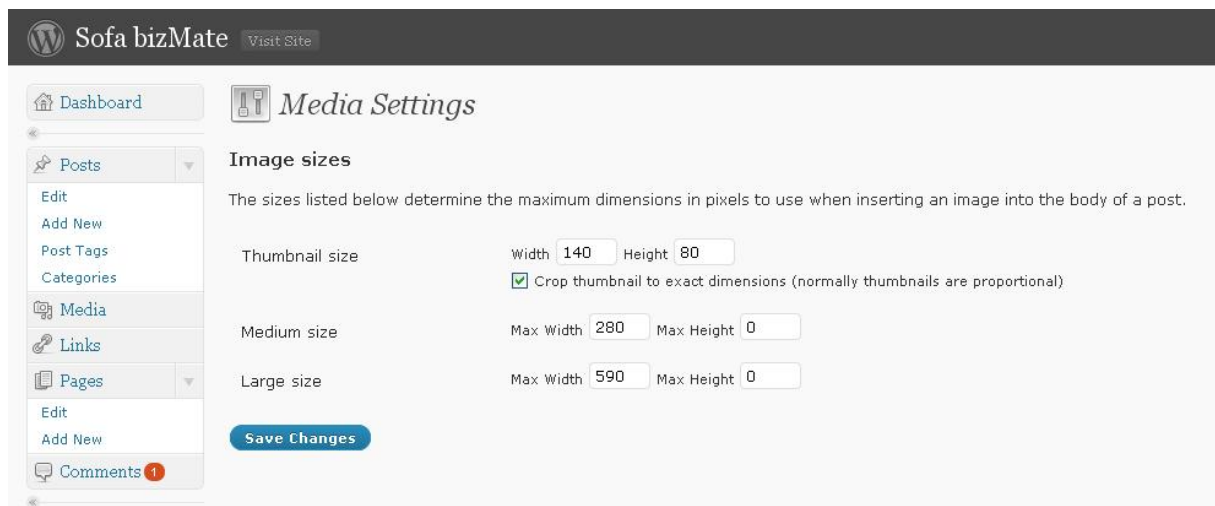 Sofa bizMate Visit Site
Dashboard
Posts
Edit
Add New
Post Tags
Categories
Media
Links
Pages
Edit
Add New
Comments 1
Media Settings
Image sizes
The sizes listed below determine the maximum dimensions in pixels to use when inserting an image into the body of a post.
Thumbnail size Width 140 Height 80
Crop thumbnail to exact dimensions (normally thumbnails are proportional)
Medium size Max Width 280 Max Height 0
Large size Max Width 590 Max Height 0
Save Changes